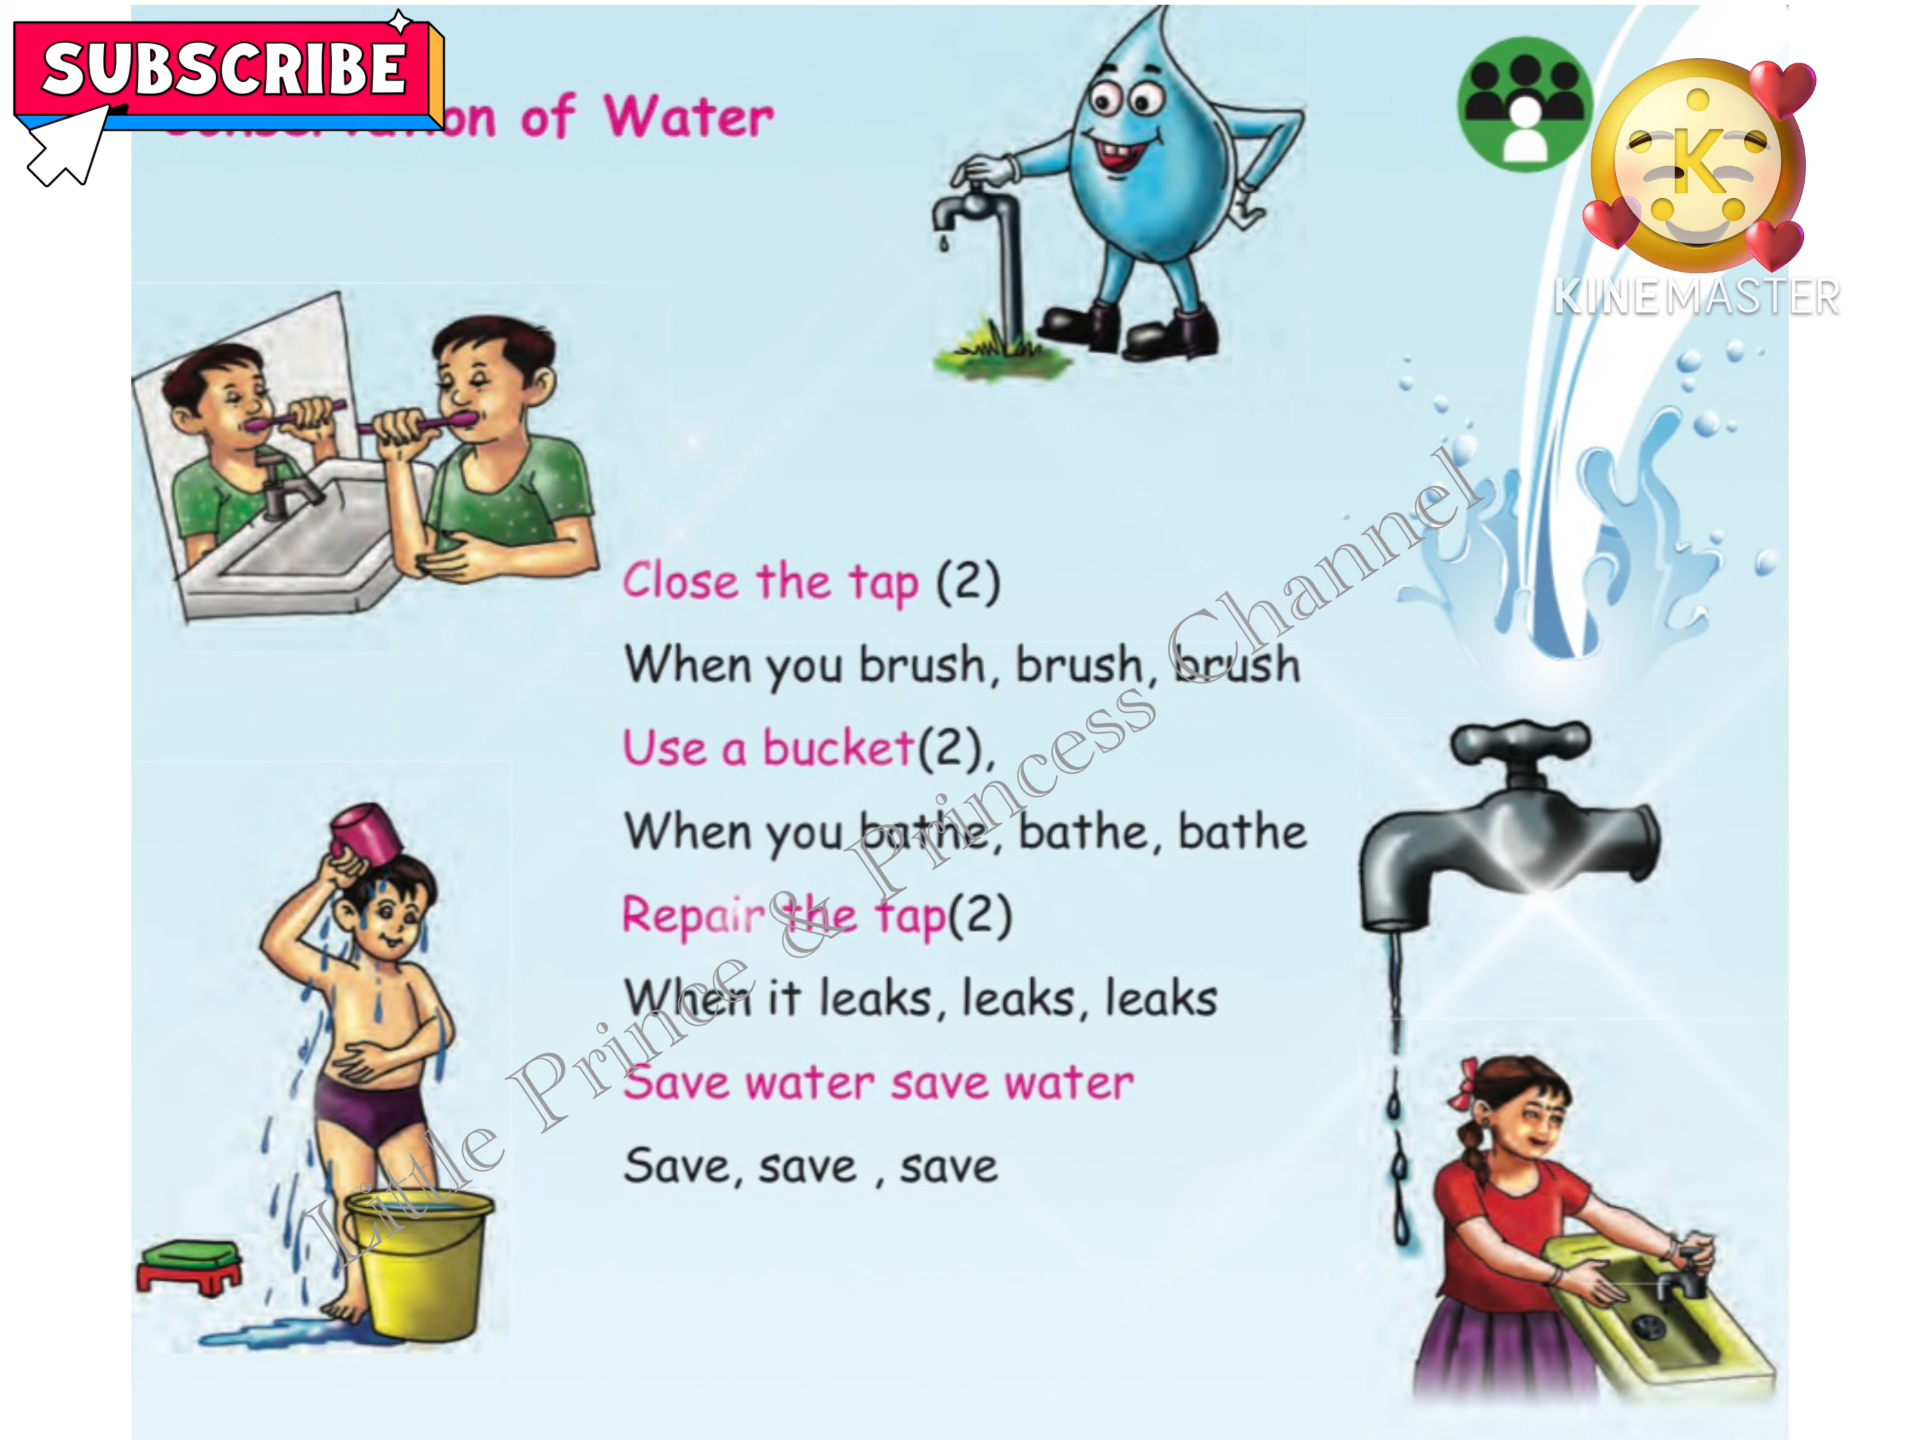 SUBSCRIBE
Conservation of Water
K
KINEMASTER
Close the tap (2)
When you brush, brush, brush
Use a bucket(2),
When you bathe, bathe, bathe
Repair the tap(2)
When it leaks, leaks, leaks
Save water save water
Save, save , save
Little Prince & Princess Channel